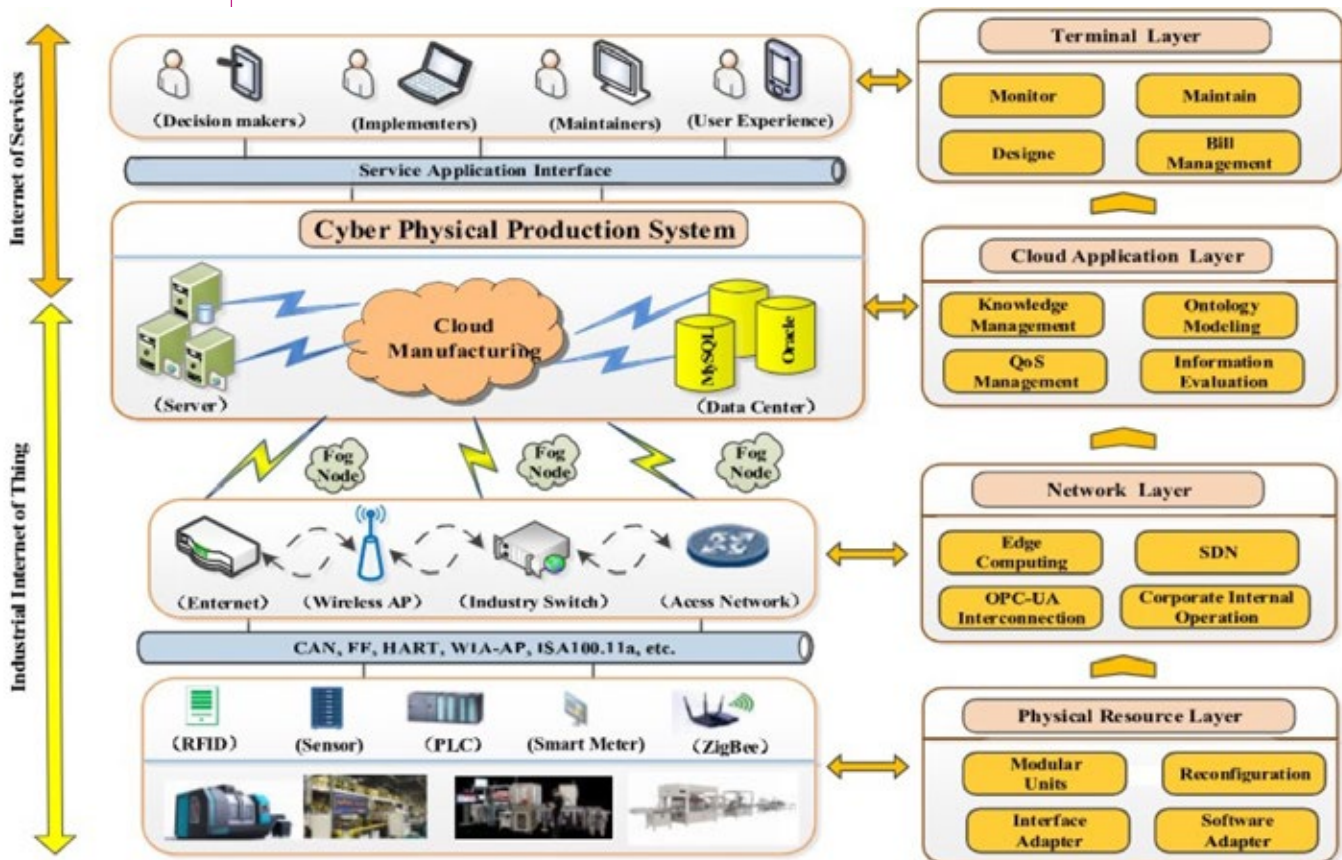 Internet of Services
Industrial Internet of Thing
(Decision makers)
(Implementers)
(Maintainers)
(User Experience)
Service Application Interface
Cyber Physical Production System
Cloud
Manufacturing
MySQL
Oracle
(Server)
(Data Center)
Fog
Node
Fog
Node
Fog
Node
(Enternet)
(Wireless AP)
(Industry Switch)
(Acess Network)
CAN, FF, HART, WIA-AP, ISA100.11a, etc.
(RFID)
(Sensor)
(PLC)
(Smart Meter)
(ZigBee)
Terminal Layer
Monitor
Maintain
Designe
Bill
Management
Cloud Application Layer
Knowledge
Management
Ontology
Modeling
QoS
Management
Information
Evaluation
Network Layer
Edge
Computing
SDN
OPC-UA
Interconnection
Corporate Internal
Operation
Physical Resource Layer
Modular
Units
Reconfiguration
Interface
Adapter
Software
Adapter